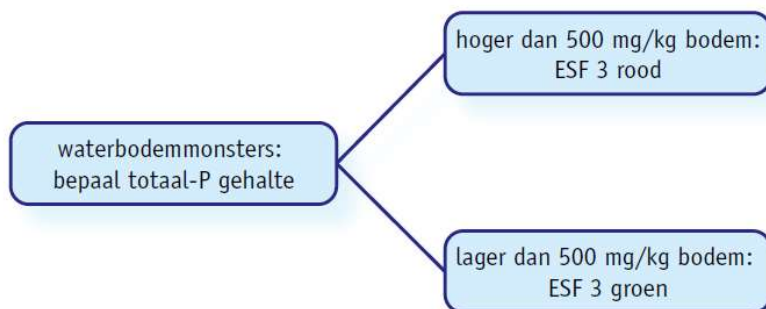 hoger dan 500 mg/kg bodem:
ESF 3 rood
waterbodemmonsters:
bepaal totaal-P gehalte
lager dan 500 mg/kg bodem:
ESF 3 groen